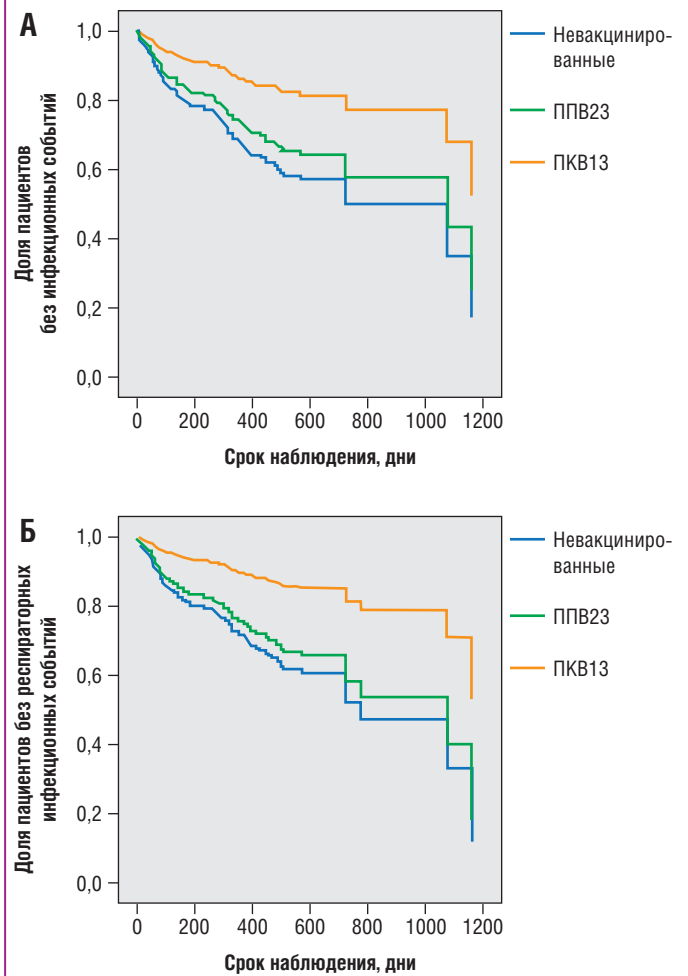 А
Доля пациентов
без инфекционных событий
1,0
0,8
0,6
0,4
0,2
0,0
0 200 400 600 800 1000 1200
Срок наблюдения, дни
Невакциниро-
ванные
ППВ23
ПКВ13
Б
Доля пациентов без респираторных
инфекционных событий
1,0
0,8
0,6
0,4
0,2
0,0
0 200 400 600 800 1000 1200
Срок наблюдения, дни
Невакциниро-
ванные
ППВ23
ПКВ13